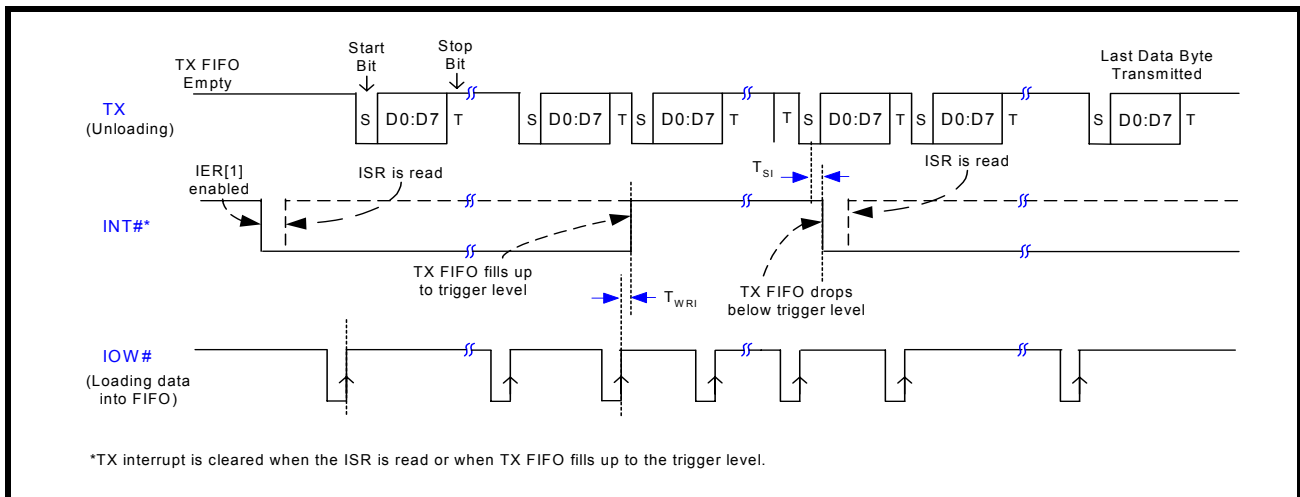 Start
Bit
Stop
Bit
TX FIFO
Empty
Last Data Byte
Transmitted
TX
(Unloading)
S D0:D7 T S D0:D7 T S D0:D7 T T S D0:D7 T S D0:D7 T S D0:D7 T
IER[1]
enabled
ISR is read
TSI
ISR is read
INT#*
TX FIFO fills up
to trigger level
TWRI
TX FIFO drops
below trigger level
IOW#
(Loading data
into FIFO)
*TX interrupt is cleared when the ISR is read or when TX FIFO fills up to the trigger level.